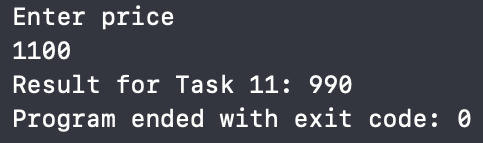 Enter price
1100
Result for Task 11: 990
Program ended with exit code: 0